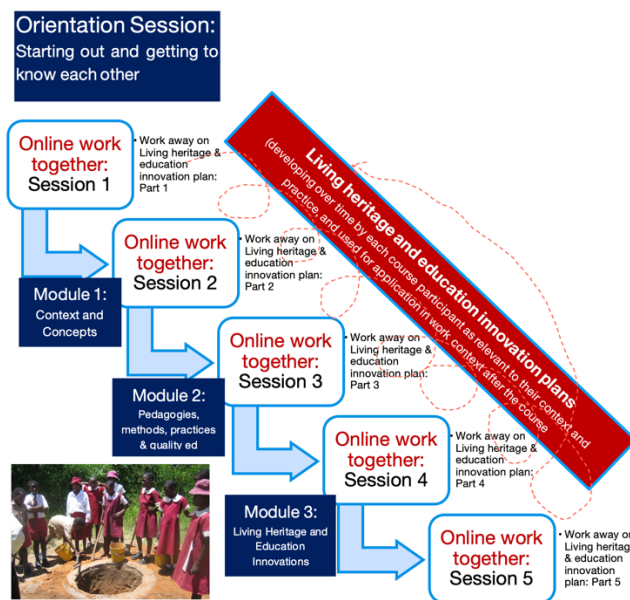 Orientation Session:
Starting out and getting to
know each other
Online work
together:
Session 1
• Work away on
Living heritage &
education
innovation plan:
Part 1
Living heritage and education innovation plans
(developing over time by each course participant as relevant to their context and
practice, and used for application in work context after the course
Online work
together:
Session 2
• Work away on
Living heritage &
education
innovation plan:
Part 2
Module 1:
Context and
Concepts
Online work
together:
Session 3
• Work away on
Living heritage &
education
innovation plan:
Part 3
Module 2:
Pedagogies,
methods, practices
& quality ed
Online work
together:
Session 4
• Work away on
Living heritage &
education
innovation plan:
Part 4
Module 3:
Living Heritage and
Education
Innovations
Online work
together:
Session 5
• Work away on
Living heritage
education
innovation
plan: Part 5